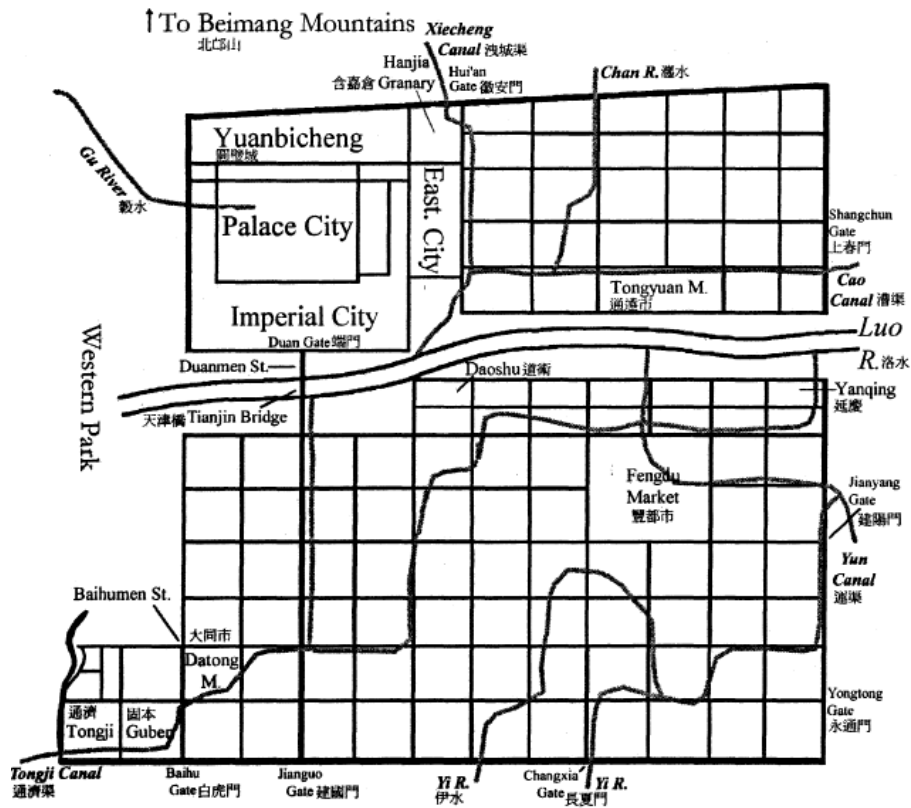 ↑To Beimang Mountains
北邙山
Xiecheng
Canal 洩城渠
Hanjia
含嘉倉 Granary
Hui'an
Gate 徽安門
Chan R. 瀍水
Yuanbicheng
圓璧城
Gu River
穀水
Palace City
East. City
Shangchun
Gate
上春門
Tongyuan M.
通遠市
Cao
Canal 漕渠
Imperial City
Duan Gate 端門
Western Park
Luo
R. 洛水
Duanmen St.
Daoshu 道術
Yanqing
延慶
天津橋 Tianjin Bridge
Fengdu
Market
豐都市
Jianyang
Gate
建陽門
Yun
Canal
運渠
Baihumen St.
大同市
Datong
M.
通濟
Tongji
固本
Guben
Yongtong
Gate
永通門
Tongji Canal
通濟渠
Baihu
Gate 白虎門
Jianguo
Gate 建國門
Yi R.
伊水
Changxia
Gate 長夏門
Yi R.
伊水